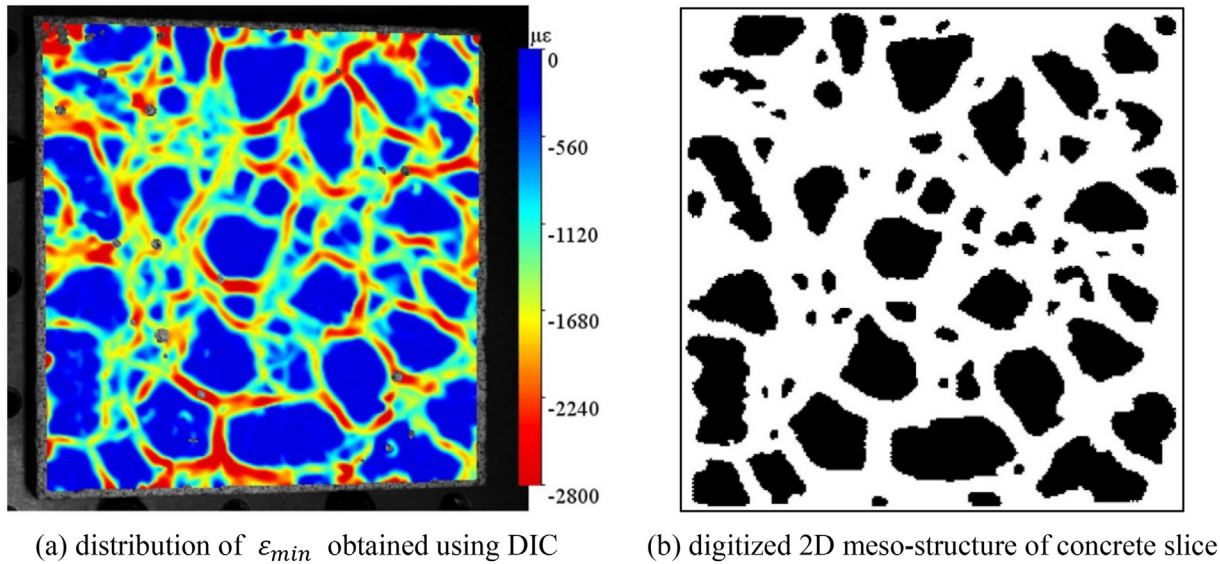 με
0
-560
-1120
-1680
-2240
-2800
(a) distribution of ε_min obtained using DIC
(b) digitized 2D meso-structure of concrete slice